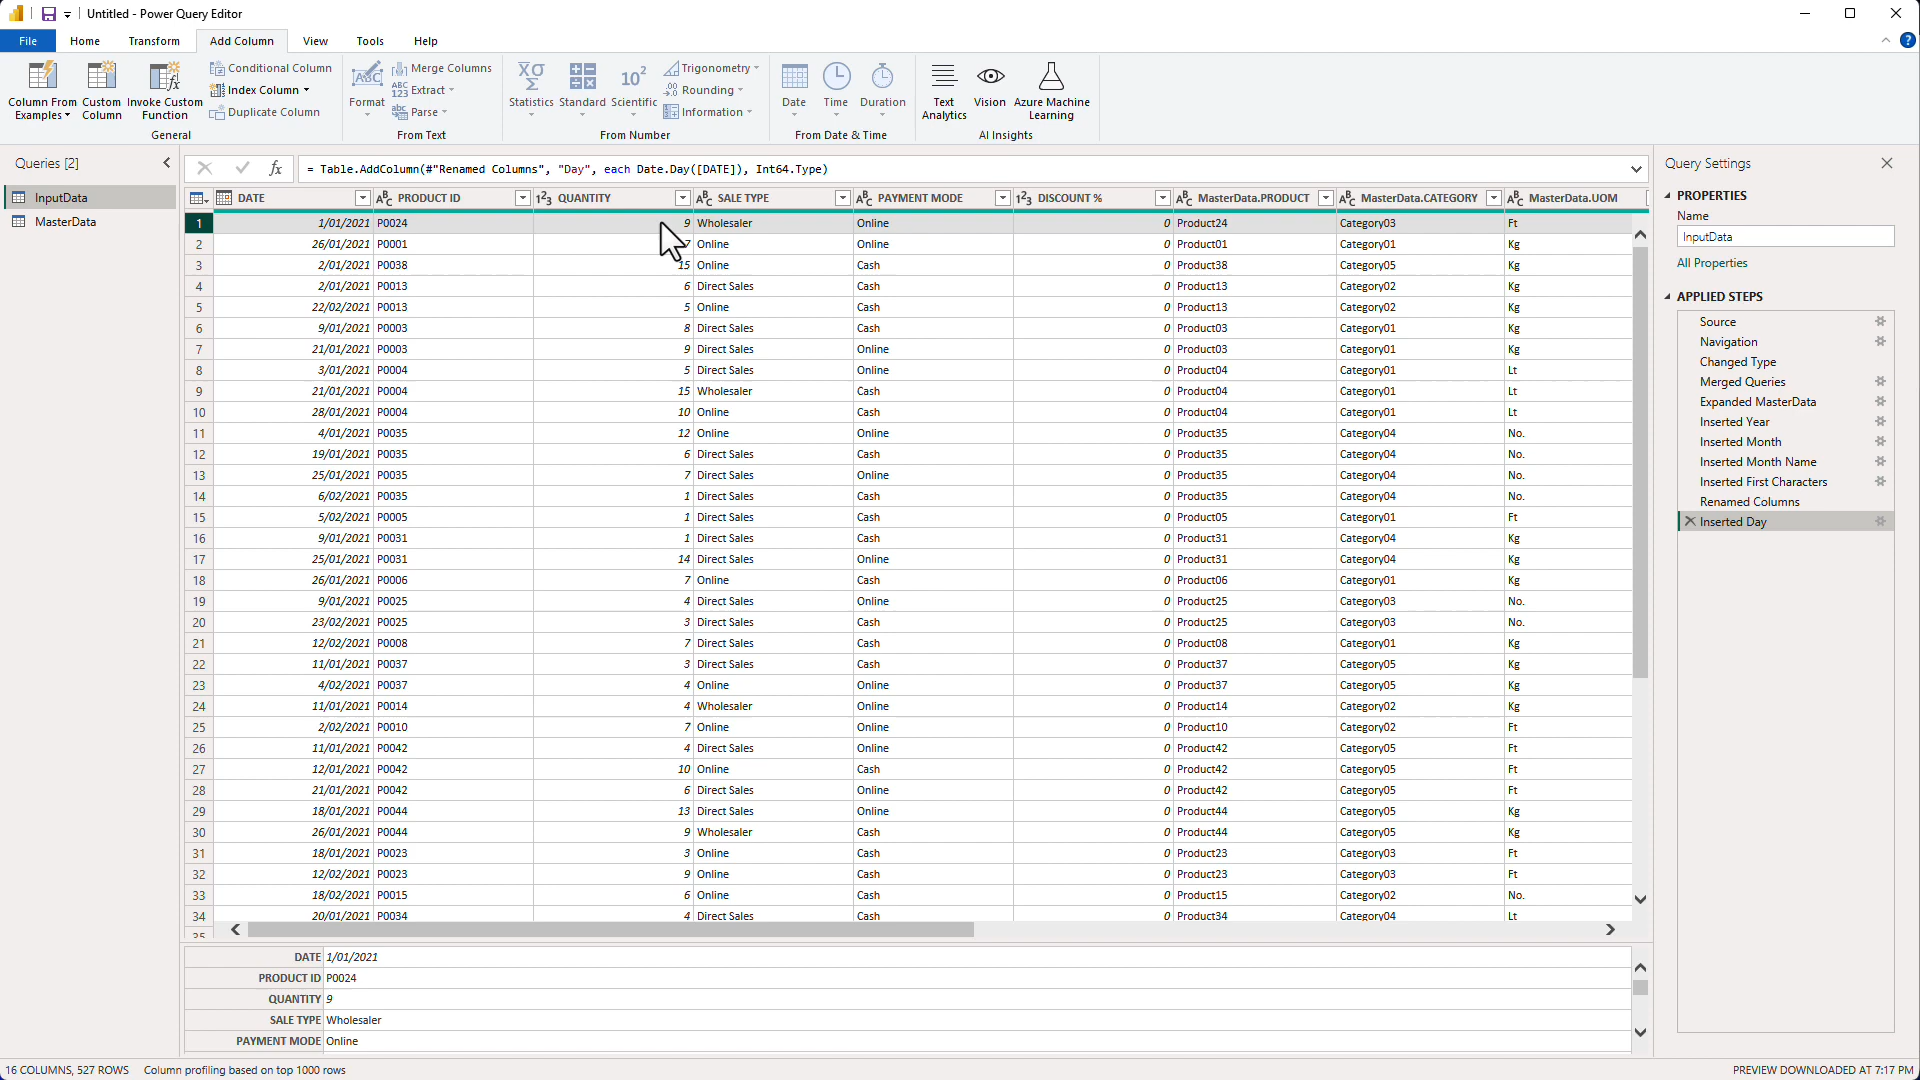 Untitled - Power Query Editor
File Home Transform Add Column View Tools Help
Column From Examples Custom Column Invoke Custom Function Conditional Column Index Column Duplicate Column
General
Format Merge Columns Extract Parse
From Text
Statistics Standard Scientific Trigonometry Rounding Information
From Number
Date Time Duration
From Date & Time
Text Analytics Vision Azure Machine Learning
AI Insights
Queries [2]
InputData
MasterData
= Table.AddColumn(#"Renamed Columns", "Day", each Date.Day([DATE]), Int64.Type)
DATE PRODUCT ID QUANTITY SALE TYPE PAYMENT MODE DISCOUNT % MasterData.PRODUCT MasterData.CATEGORY MasterData.UOM
1 1/01/2021 P0024 9 Wholesaler Online 0 Product24 Category03 Ft
2 26/01/2021 P0001 7 Online Online 0 Product01 Category01 Kg
3 2/01/2021 P0038 15 Online Cash 0 Product38 Category05 Kg
4 2/01/2021 P0013 6 Direct Sales Cash 0 Product13 Category02 Kg
5 22/02/2021 P0013 5 Online Cash 0 Product13 Category02 Kg
6 9/01/2021 P0003 8 Direct Sales Cash 0 Product03 Category01 Kg
7 21/01/2021 P0003 9 Direct Sales Online 0 Product03 Category01 Kg
8 3/01/2021 P0004 5 Direct Sales Online 0 Product04 Category01 Lt
9 21/01/2021 P0004 15 Wholesaler Cash 0 Product04 Category01 Lt
10 28/01/2021 P0004 10 Online Cash 0 Product04 Category01 Lt
11 4/01/2021 P0035 12 Online Online 0 Product35 Category04 No.
12 19/01/2021 P0035 6 Direct Sales Cash 0 Product35 Category04 No.
13 25/01/2021 P0035 7 Direct Sales Online 0 Product35 Category04 No.
14 6/02/2021 P0035 1 Direct Sales Cash 0 Product35 Category04 No.
15 5/02/2021 P0005 1 Direct Sales Cash 0 Product05 Category01 Ft
16 9/01/2021 P0031 1 Direct Sales Cash 0 Product31 Category04 Kg
17 25/01/2021 P0031 14 Direct Sales Online 0 Product31 Category04 Kg
18 26/01/2021 P0006 7 Online Cash 0 Product06 Category01 Kg
19 9/01/2021 P0025 4 Direct Sales Online 0 Product25 Category03 No.
20 23/02/2021 P0025 3 Direct Sales Cash 0 Product25 Category03 No.
21 12/02/2021 P0008 7 Direct Sales Cash 0 Product08 Category01 Kg
22 11/01/2021 P0037 3 Direct Sales Cash 0 Product37 Category05 Kg
23 4/02/2021 P0037 4 Online Online 0 Product37 Category05 Kg
24 11/01/2021 P0014 4 Wholesaler Online 0 Product14 Category02 Kg
25 2/02/2021 P0010 7 Online Online 0 Product10 Category02 Ft
26 11/01/2021 P0042 4 Direct Sales Online 0 Product42 Category05 Ft
27 12/01/2021 P0042 10 Online Cash 0 Product42 Category05 Ft
28 21/01/2021 P0042 6 Direct Sales Online 0 Product42 Category05 Ft
29 18/01/2021 P0044 13 Direct Sales Online 0 Product44 Category05 Kg
30 26/01/2021 P0044 9 Wholesaler Cash 0 Product44 Category05 Kg
31 18/01/2021 P0023 3 Online Cash 0 Product23 Category03 Ft
32 12/02/2021 P0023 9 Online Cash 0 Product23 Category03 Ft
33 18/02/2021 P0015 6 Online Cash 0 Product15 Category02 No.
34 20/01/2021 P0034 4 Direct Sales Cash 0 Product34 Category04 Lt
35
DATE 1/01/2021
PRODUCT ID P0024
QUANTITY 9
SALE TYPE Wholesaler
PAYMENT MODE Online
Query Settings
PROPERTIES
Name
InputData
All Properties
APPLIED STEPS
Source
Navigation
Changed Type
Merged Queries
Expanded MasterData
Inserted Year
Inserted Month
Inserted Month Name
Inserted First Characters
Renamed Columns
Inserted Day
16 COLUMNS, 527 ROWS Column profiling based on top 1000 rows PREVIEW DOWNLOADED AT 7:17 PM